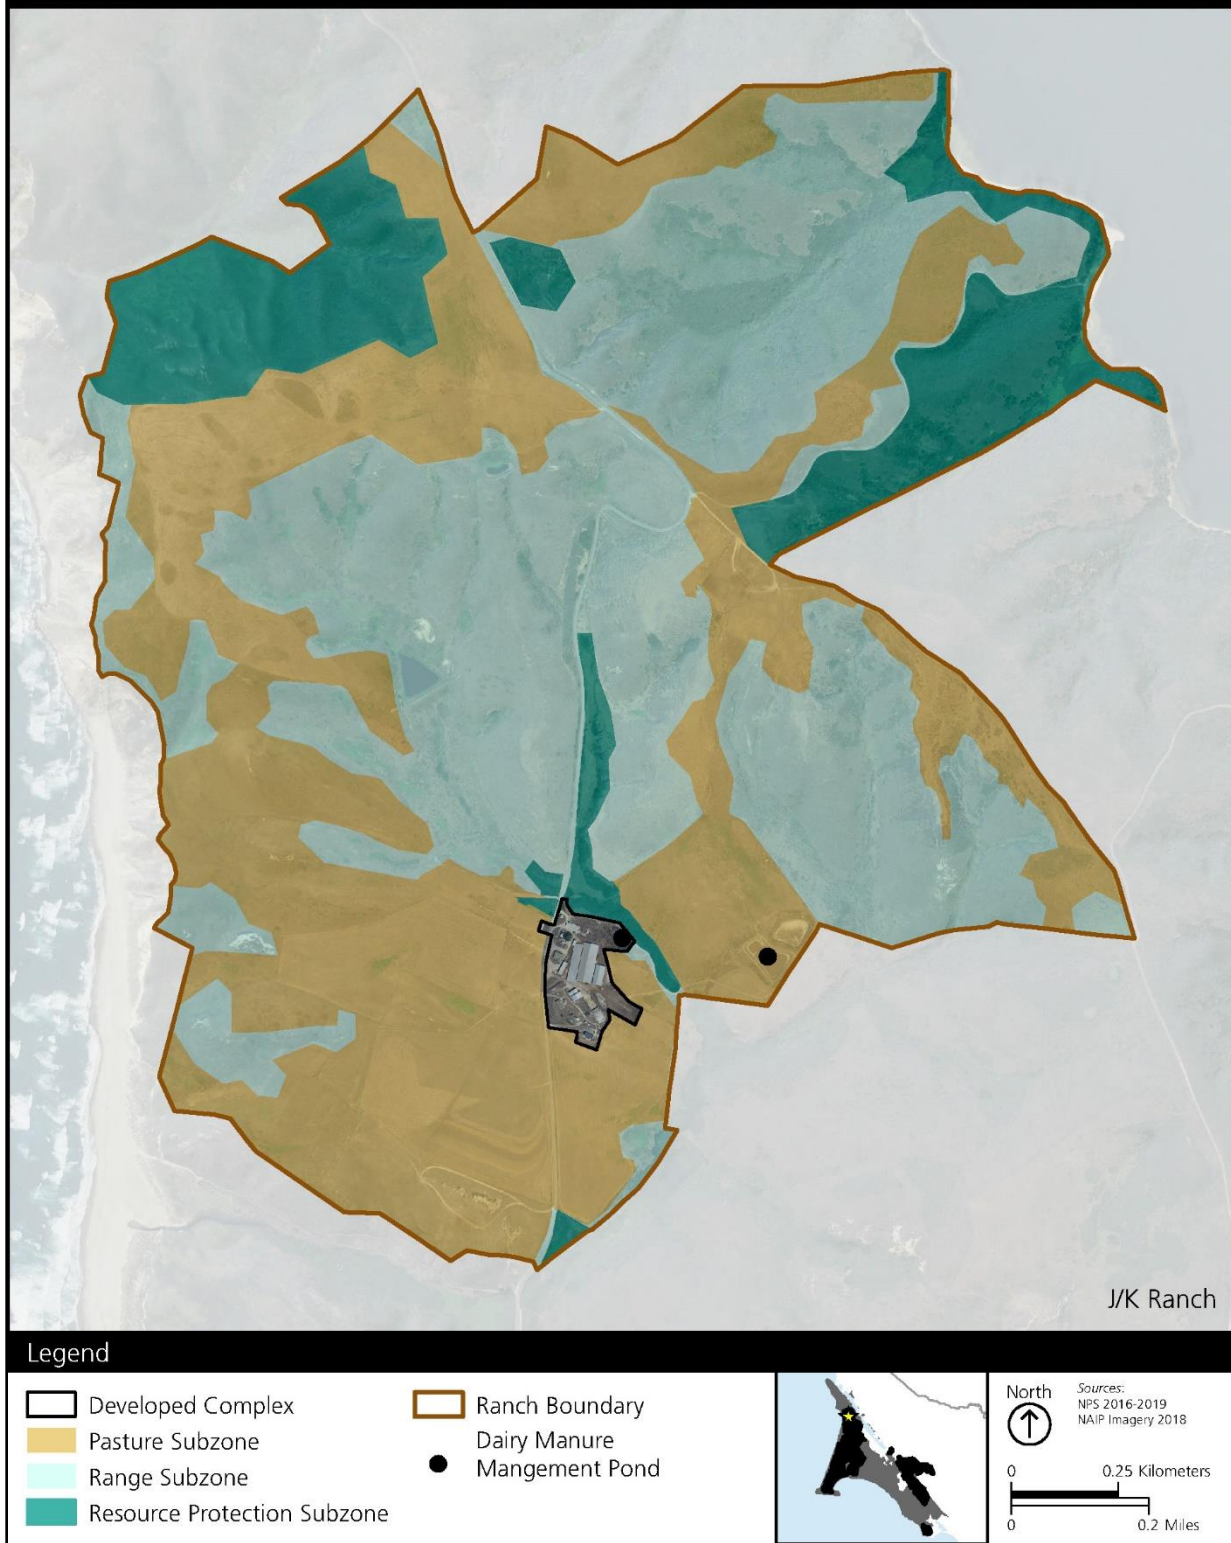 J/K Ranch
Legend
Developed Complex
Pasture Subzone
Range Subzone
Resource Protection Subzone
Ranch Boundary
Dairy Manure
Mangement Pond
North
Sources:
NPS 2016-2019
NAIP Imagery 2018
0 0.25 Kilometers
0 0.2 Miles